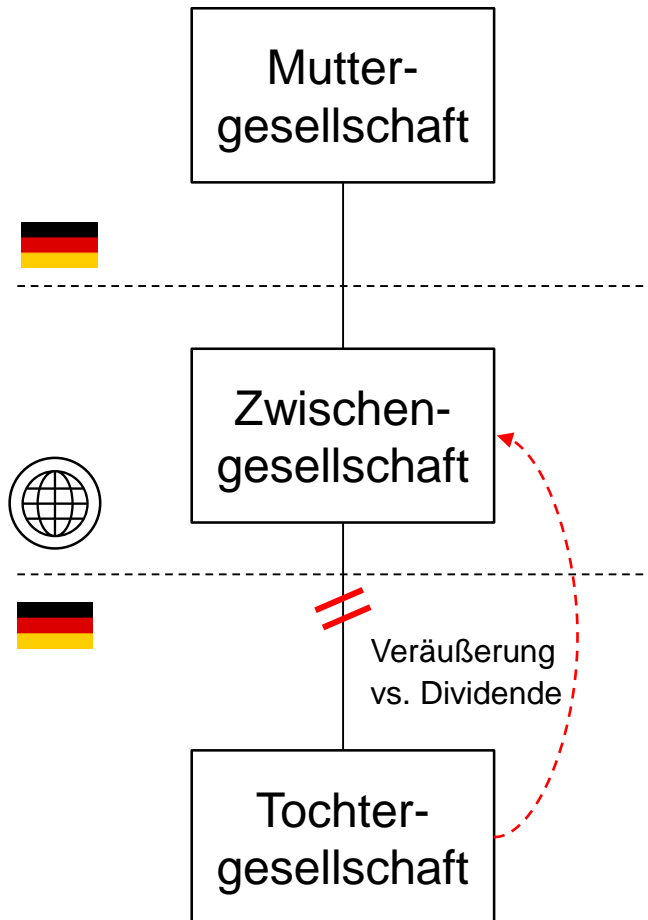 Mutter-
gesellschaft
Zwischen-
gesellschaft
Veräußerung
vs. Dividende
Tochter-
gesellschaft